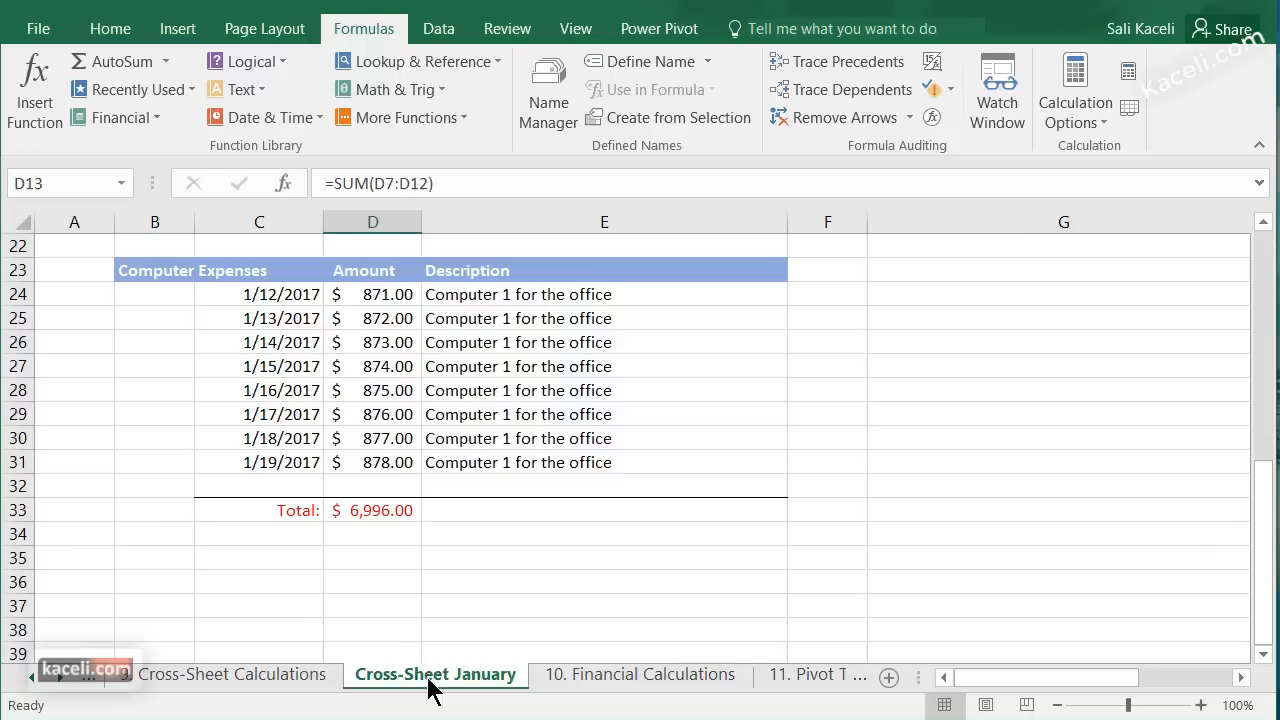 File Home Insert Page Layout Formulas Data Review View Power Pivot Tell me what you want to do Sali Kaceli Share
Kaceli.com
fx Insert Function
Σ AutoSum
Recently Used
Financial
Logical
Text
Date & Time
Lookup & Reference
Math & Trig
More Functions
Function Library
Name Manager
Define Name
Use in Formula
Create from Selection
Defined Names
Trace Precedents
Trace Dependents
Remove Arrows
Formula Auditing
Watch Window
Calculation Options
Calculation
D13 fx =SUM(D7:D12)
A B C D E F G
22
23 Computer Expenses Amount Description
24 1/12/2017 $ 871.00 Computer 1 for the office
25 1/13/2017 $ 872.00 Computer 1 for the office
26 1/14/2017 $ 873.00 Computer 1 for the office
27 1/15/2017 $ 874.00 Computer 1 for the office
28 1/16/2017 $ 875.00 Computer 1 for the office
29 1/17/2017 $ 876.00 Computer 1 for the office
30 1/18/2017 $ 877.00 Computer 1 for the office
31 1/19/2017 $ 878.00 Computer 1 for the office
32
33 Total: $ 6,996.00
34
35
36
37
38
39
kaceli.com
... 9. Cross-Sheet Calculations Cross-Sheet January 10. Financial Calculations 11. Pivot T ...
Ready 100%